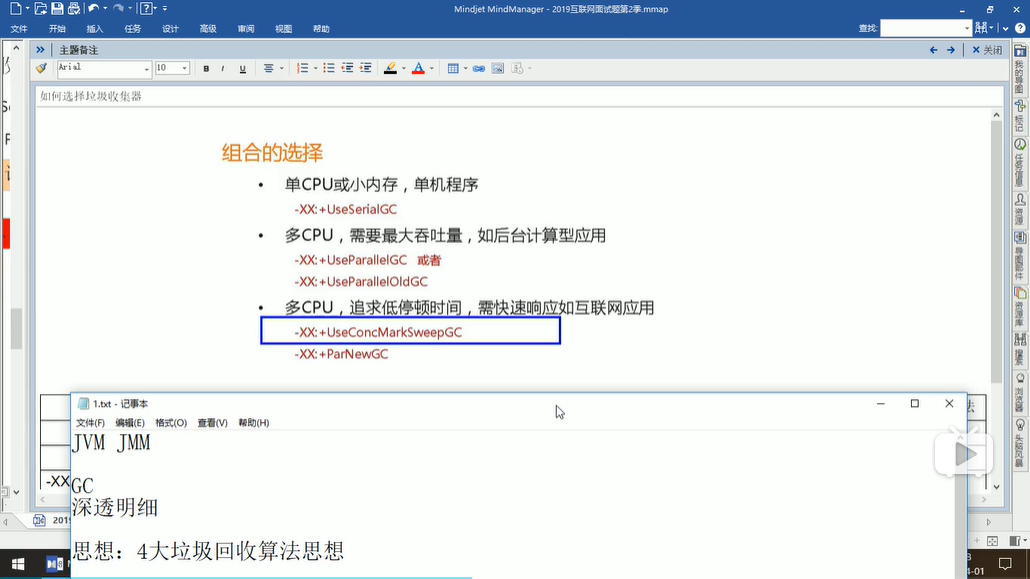 Mindjet MindManager - 2019互联网面试题第2季.mmap
文件 开始 插入 任务 设计 高级 审阅 视图 帮助 查找:
主题备注 关闭
Arial 10 B I U
如何选择垃圾收集器
组合的选择
• 单CPU或小内存，单机程序
-XX:+UseSerialGC
• 多CPU，需要最大吞吐量，如后台计算型应用
-XX:+UseParallelGC 或者
-XX:+UseParallelOldGC
• 多CPU，追求低停顿时间，需快速响应如互联网应用
-XX:+UseConcMarkSweepGC
-XX:+ParNewGC
我的导图
标记
任务信息
资源
导图部件
资源库
搜索
浏览器
头脑风暴
1.txt - 记事本
文件(F) 编辑(E) 格式(O) 查看(V) 帮助(H)
JVM JMM
-XX
GC
深透明细
思想：4大垃圾回收算法思想
法
2019
4-01